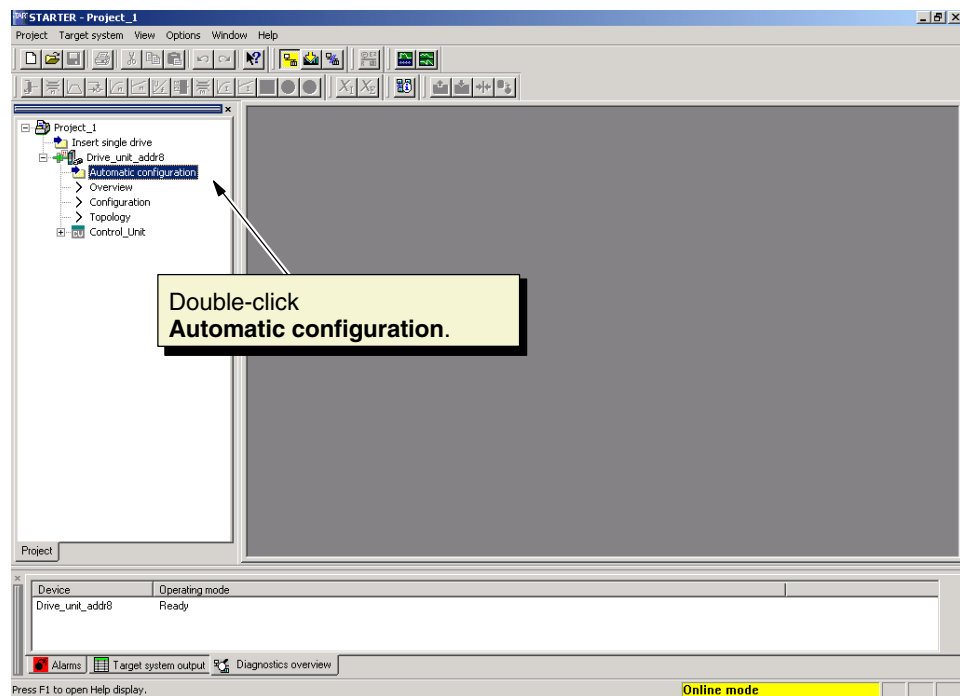 STARTER - Project_1
Project Target system View Options Window Help
Project_1
Insert single drive
Drive_unit_addr8
Automatic configuration
Overview
Configuration
Topology
Control_Unit
Double-click
Automatic configuration.
Project
Device Operating mode
Drive_unit_addr8 Ready
Alarms Target system output Diagnostics overview
Press F1 to open Help display. Online mode